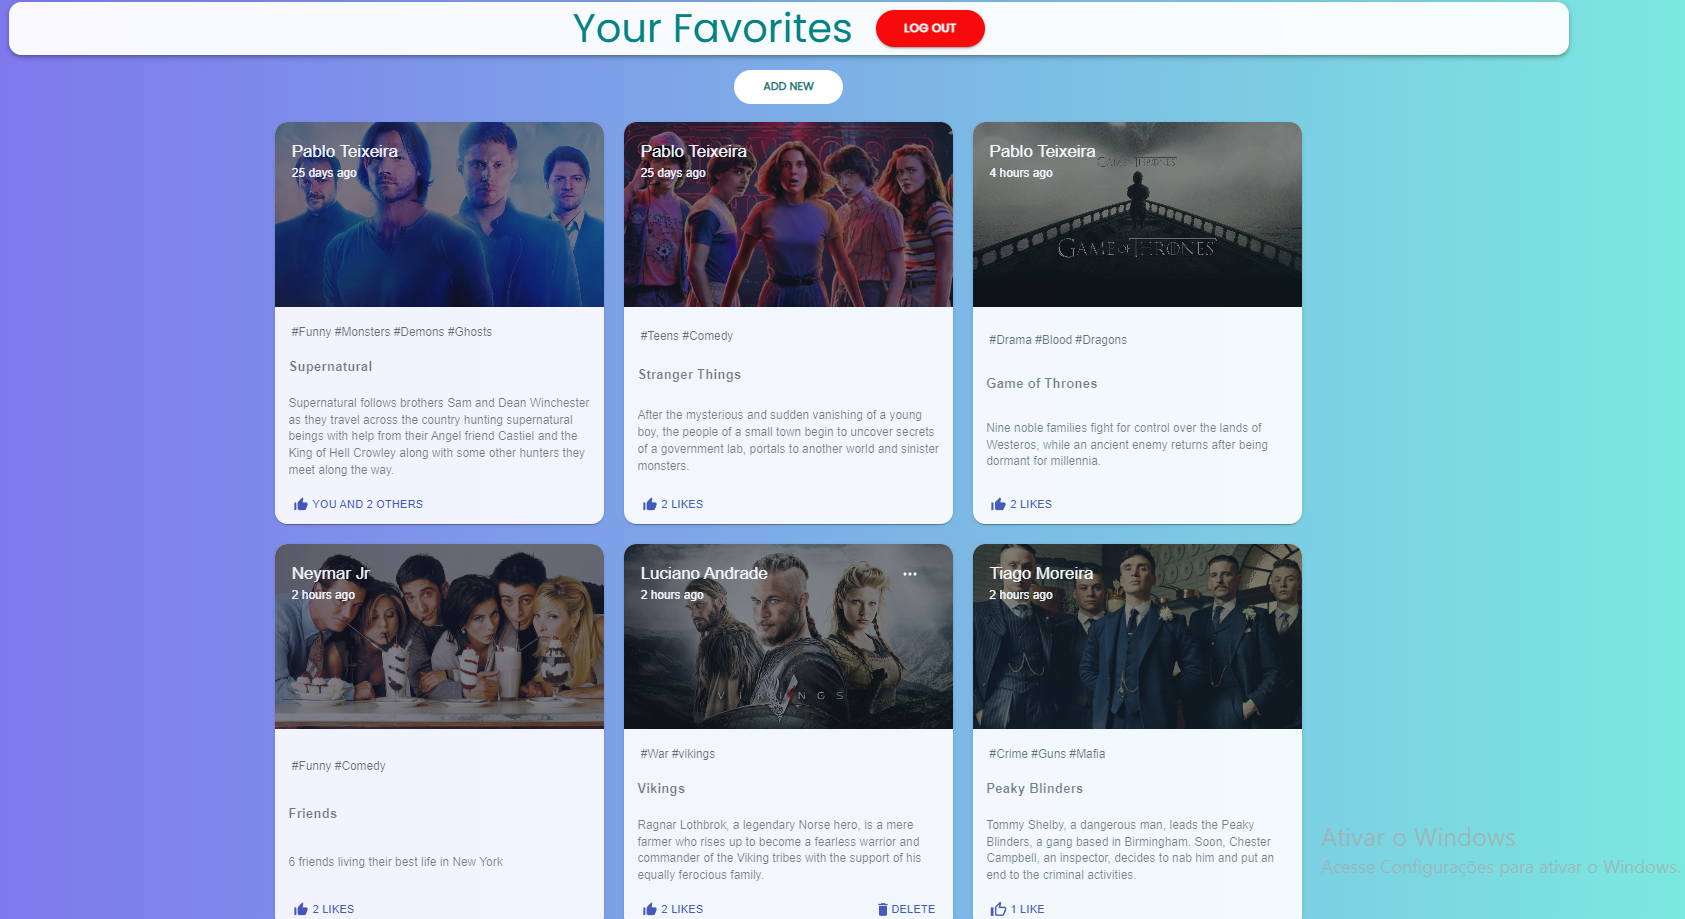 Your Favorites
LOG OUT
ADD NEW
Pablo Teixeira
25 days ago
#Funny #Monsters #Demons #Ghosts
Supernatural
Supernatural follows brothers Sam and Dean Winchester
as they travel across the country hunting supernatural
beings with help from their Angel friend Castiel and the
King of Hell Crowley along with some other hunters they
meet along the way.
YOU AND 2 OTHERS
Pablo Teixeira
25 days ago
#Teens #Comedy
Stranger Things
After the mysterious and sudden vanishing of a young
boy, the people of a small town begin to uncover secrets
of a government lab, portals to another world and sinister
monsters.
2 LIKES
Pablo Teixeira
4 hours ago
GAME OF THRONES
GAME OF THRONES
#Drama #Blood #Dragons
Game of Thrones
Nine noble families fight for control over the lands of
Westeros, while an ancient enemy returns after being
dormant for millennia.
2 LIKES
Neymar Jr
2 hours ago
#Funny #Comedy
Friends
6 friends living their best life in New York
2 LIKES
Luciano Andrade
2 hours ago
VIKINGS
#War #vikings
Vikings
Ragnar Lothbrok, a legendary Norse hero, is a mere
farmer who rises up to become a fearless warrior and
commander of the Viking tribes with the support of his
equally ferocious family.
2 LIKES
DELETE
Tiago Moreira
2 hours ago
#Crime #Guns #Mafia
Peaky Blinders
Tommy Shelby, a dangerous man, leads the Peaky
Blinders, a gang based in Birmingham. Soon, Chester
Campbell, an inspector, decides to nab him and put an
end to the criminal activities.
1 LIKE
Ativar o Windows
Acesse Configurações para ativar o Windows.